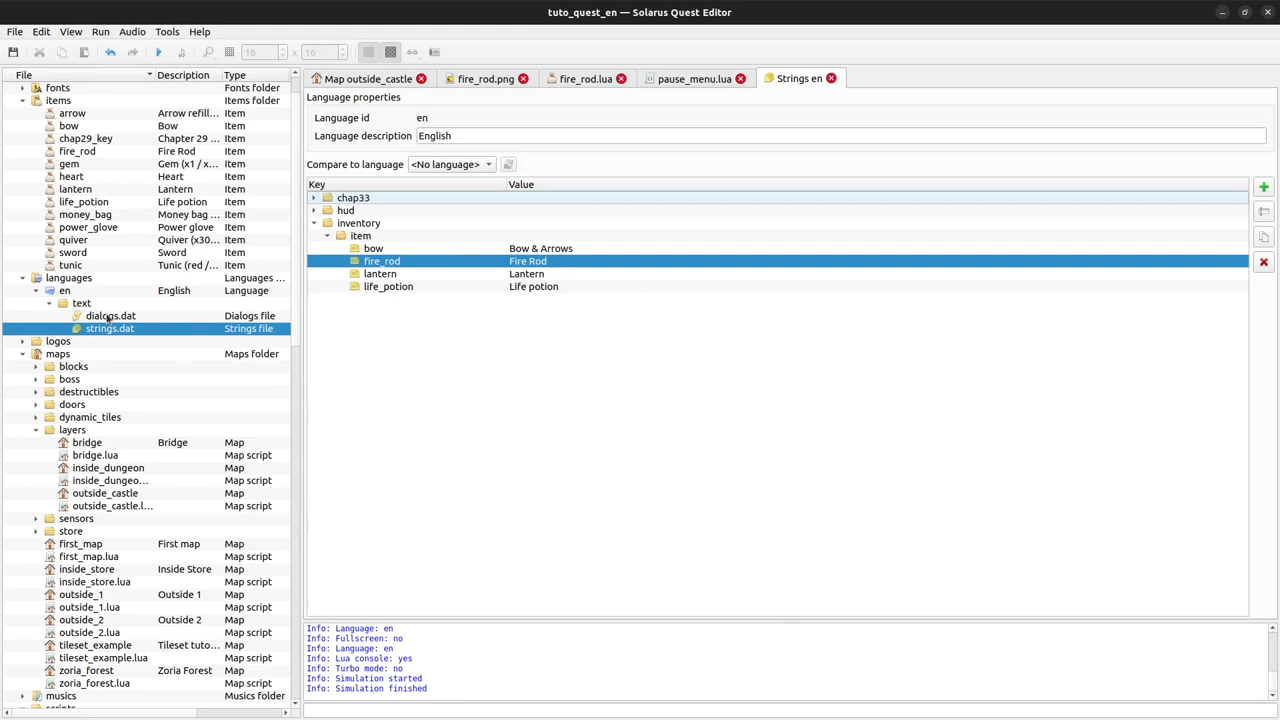 tuto_quest_en — Solarus Quest Editor
File Edit View Run Audio Tools Help
16 x 16
File Description Type
fonts Fonts folder
items Items folder
arrow Arrow refill... Item
bow Bow Item
chap29_key Chapter 29 ... Item
fire_rod Fire Rod Item
gem Gem (x1 / x... Item
heart Heart Item
lantern Lantern Item
life_potion Life potion Item
money_bag Money bag ... Item
power_glove Power glove Item
quiver Quiver (x30... Item
sword Sword Item
tunic Tunic (red /... Item
languages Languages ...
en English Language
text
dialogs.dat Dialogs file
strings.dat Strings file
logos
maps Maps folder
blocks
boss
destructibles
doors
dynamic_tiles
layers
bridge Bridge Map
bridge.lua Map script
inside_dungeon Map
inside_dungeo... Map script
outside_castle Map
outside_castle.l... Map script
sensors
store
first_map First map Map
first_map.lua Map script
inside_store Inside Store Map
inside_store.lua Map script
outside_1 Outside 1 Map
outside_1.lua Map script
outside_2 Outside 2 Map
outside_2.lua Map script
tileset_example Tileset tuto... Map
tileset_example.lua Map script
zoria_forest Zoria Forest Map
zoria_forest.lua Map script
musics Musics folder
Map outside_castle fire_rod.png fire_rod.lua pause_menu.lua Strings en
Language properties
Language id en
Language description English
Compare to language <No language>
Key Value
chap33
hud
inventory
item
bow Bow & Arrows
fire_rod Fire Rod
lantern Lantern
life_potion Life potion
Info: Language: en
Info: Fullscreen: no
Info: Language: en
Info: Lua console: yes
Info: Turbo mode: no
Info: Simulation started
Info: Simulation finished